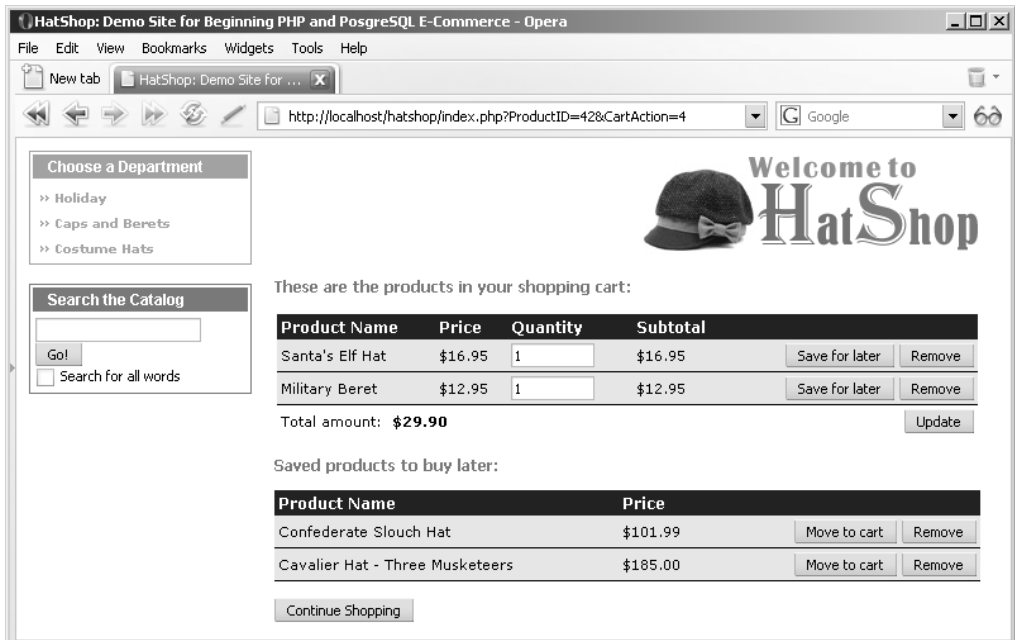 HatShop: Demo Site for Beginning PHP and PosgreSQL E-Commerce - Opera
File Edit View Bookmarks Widgets Tools Help
New tab HatShop: Demo Site for ... X
http://localhost/hatshop/index.php?ProductID=42&CartAction=4 G Google
Choose a Department
» Holiday
» Caps and Berets
» Costume Hats
Search the Catalog
Go!
Search for all words
Welcome to
HatShop
These are the products in your shopping cart:
Product Name Price Quantity Subtotal
Santa's Elf Hat $16.95 1 $16.95 Save for later Remove
Military Beret $12.95 1 $12.95 Save for later Remove
Total amount: $29.90 Update
Saved products to buy later:
Product Name Price
Confederate Slouch Hat $101.99 Move to cart Remove
Cavalier Hat - Three Musketeers $185.00 Move to cart Remove
Continue Shopping